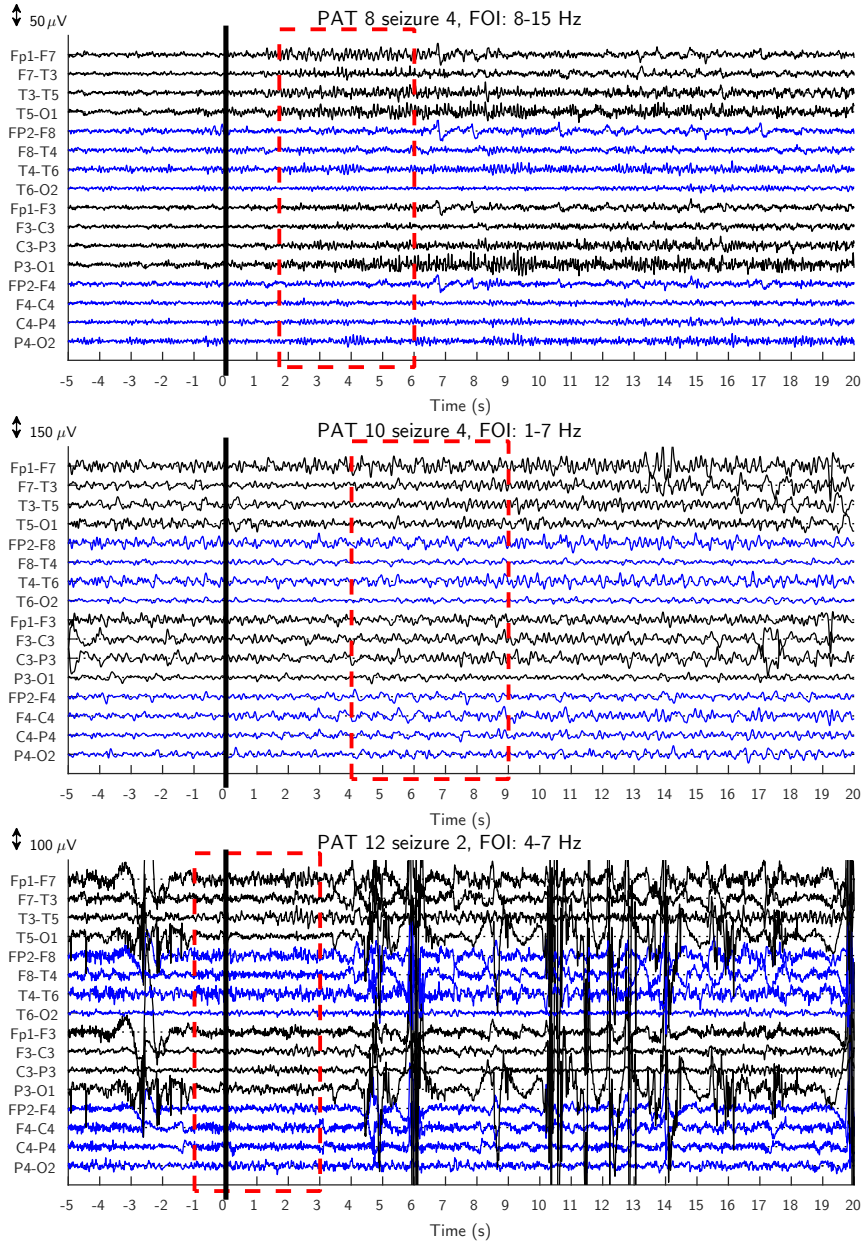 50 μV
PAT 8 seizure 4, FOI: 8-15 Hz
Fp1-F7
F7-T3
T3-T5
T5-O1
FP2-F8
F8-T4
T4-T6
T6-O2
Fp1-F3
F3-C3
C3-P3
P3-O1
FP2-F4
F4-C4
C4-P4
P4-O2
-5 -4 -3 -2 -1 0 1 2 3 4 5 6 7 8 9 10 11 12 13 14 15 16 17 18 19 20
Time (s)
150 μV
PAT 10 seizure 4, FOI: 1-7 Hz
Fp1-F7
F7-T3
T3-T5
T5-O1
FP2-F8
F8-T4
T4-T6
T6-O2
Fp1-F3
F3-C3
C3-P3
P3-O1
FP2-F4
F4-C4
C4-P4
P4-O2
-5 -4 -3 -2 -1 0 1 2 3 4 5 6 7 8 9 10 11 12 13 14 15 16 17 18 19 20
Time (s)
100 μV
PAT 12 seizure 2, FOI: 4-7 Hz
Fp1-F7
F7-T3
T3-T5
T5-O1
FP2-F8
F8-T4
T4-T6
T6-O2
Fp1-F3
F3-C3
C3-P3
P3-O1
FP2-F4
F4-C4
C4-P4
P4-O2
-5 -4 -3 -2 -1 0 1 2 3 4 5 6 7 8 9 10 11 12 13 14 15 16 17 18 19 20
Time (s)